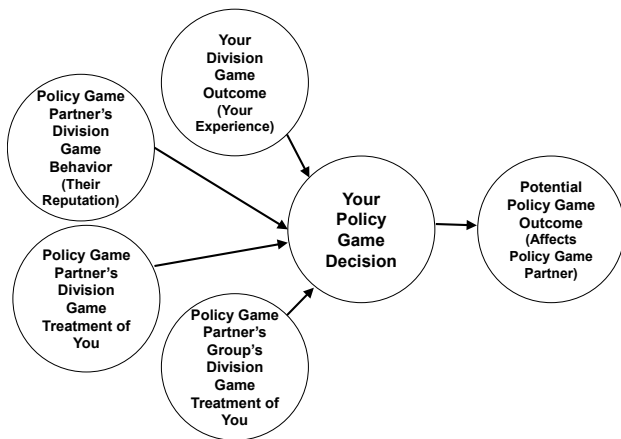 Your
Division
Game
Outcome
(Your
Experience)
Policy Game
Partner's
Division
Game
Behavior
(Their
Reputation)
Policy Game
Partner's
Division
Game
Treatment of
You
Policy Game
Partner's
Group's
Division
Game
Treatment of
You
Your
Policy
Game
Decision
Potential
Policy Game
Outcome
(Affects
Policy Game
Partner)